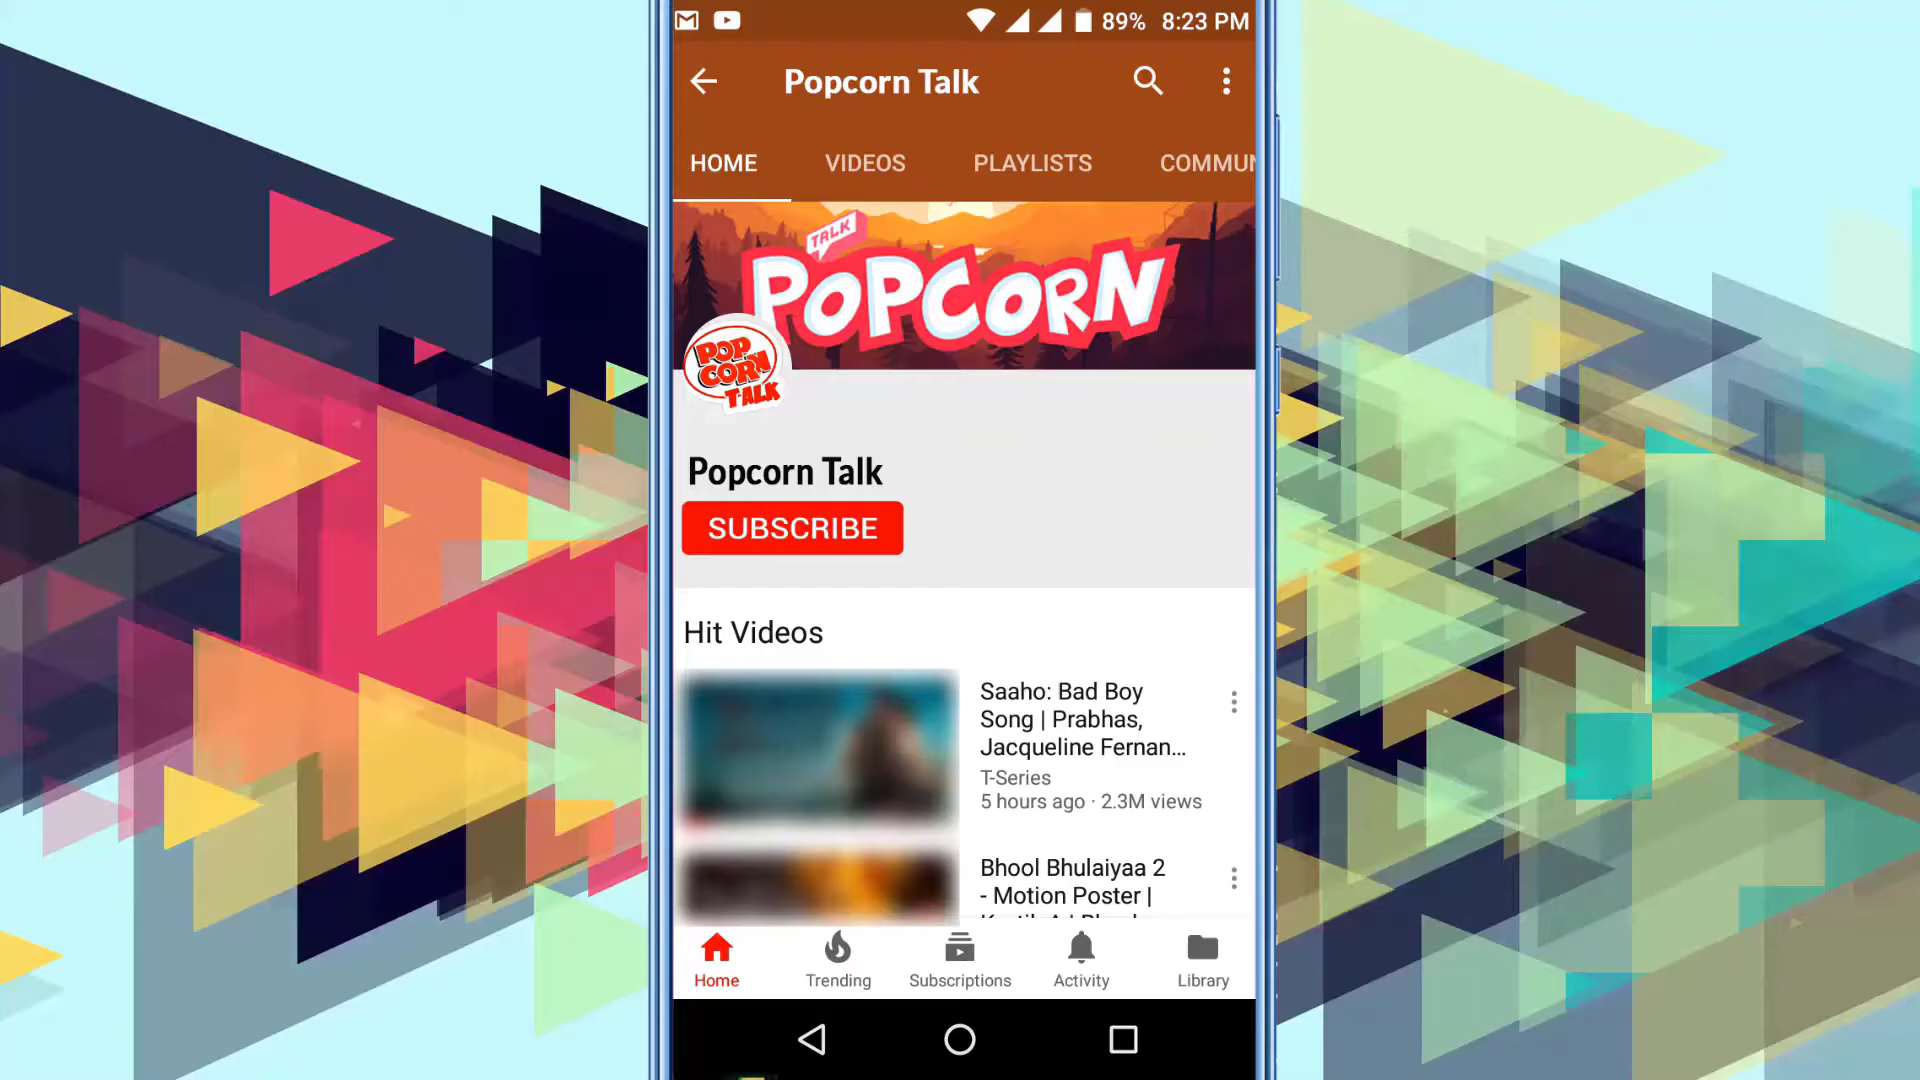 89% 8:23 PM
Popcorn Talk
HOME VIDEOS PLAYLISTS COMMUN
TALK
POPCORN
POP
CORN
TALK
Popcorn Talk
SUBSCRIBE
Hit Videos
Saaho: Bad Boy
Song | Prabhas,
Jacqueline Fernan...
T-Series
5 hours ago · 2.3M views
Bhool Bhulaiyaa 2
- Motion Poster |
Home Trending Subscriptions Activity Library